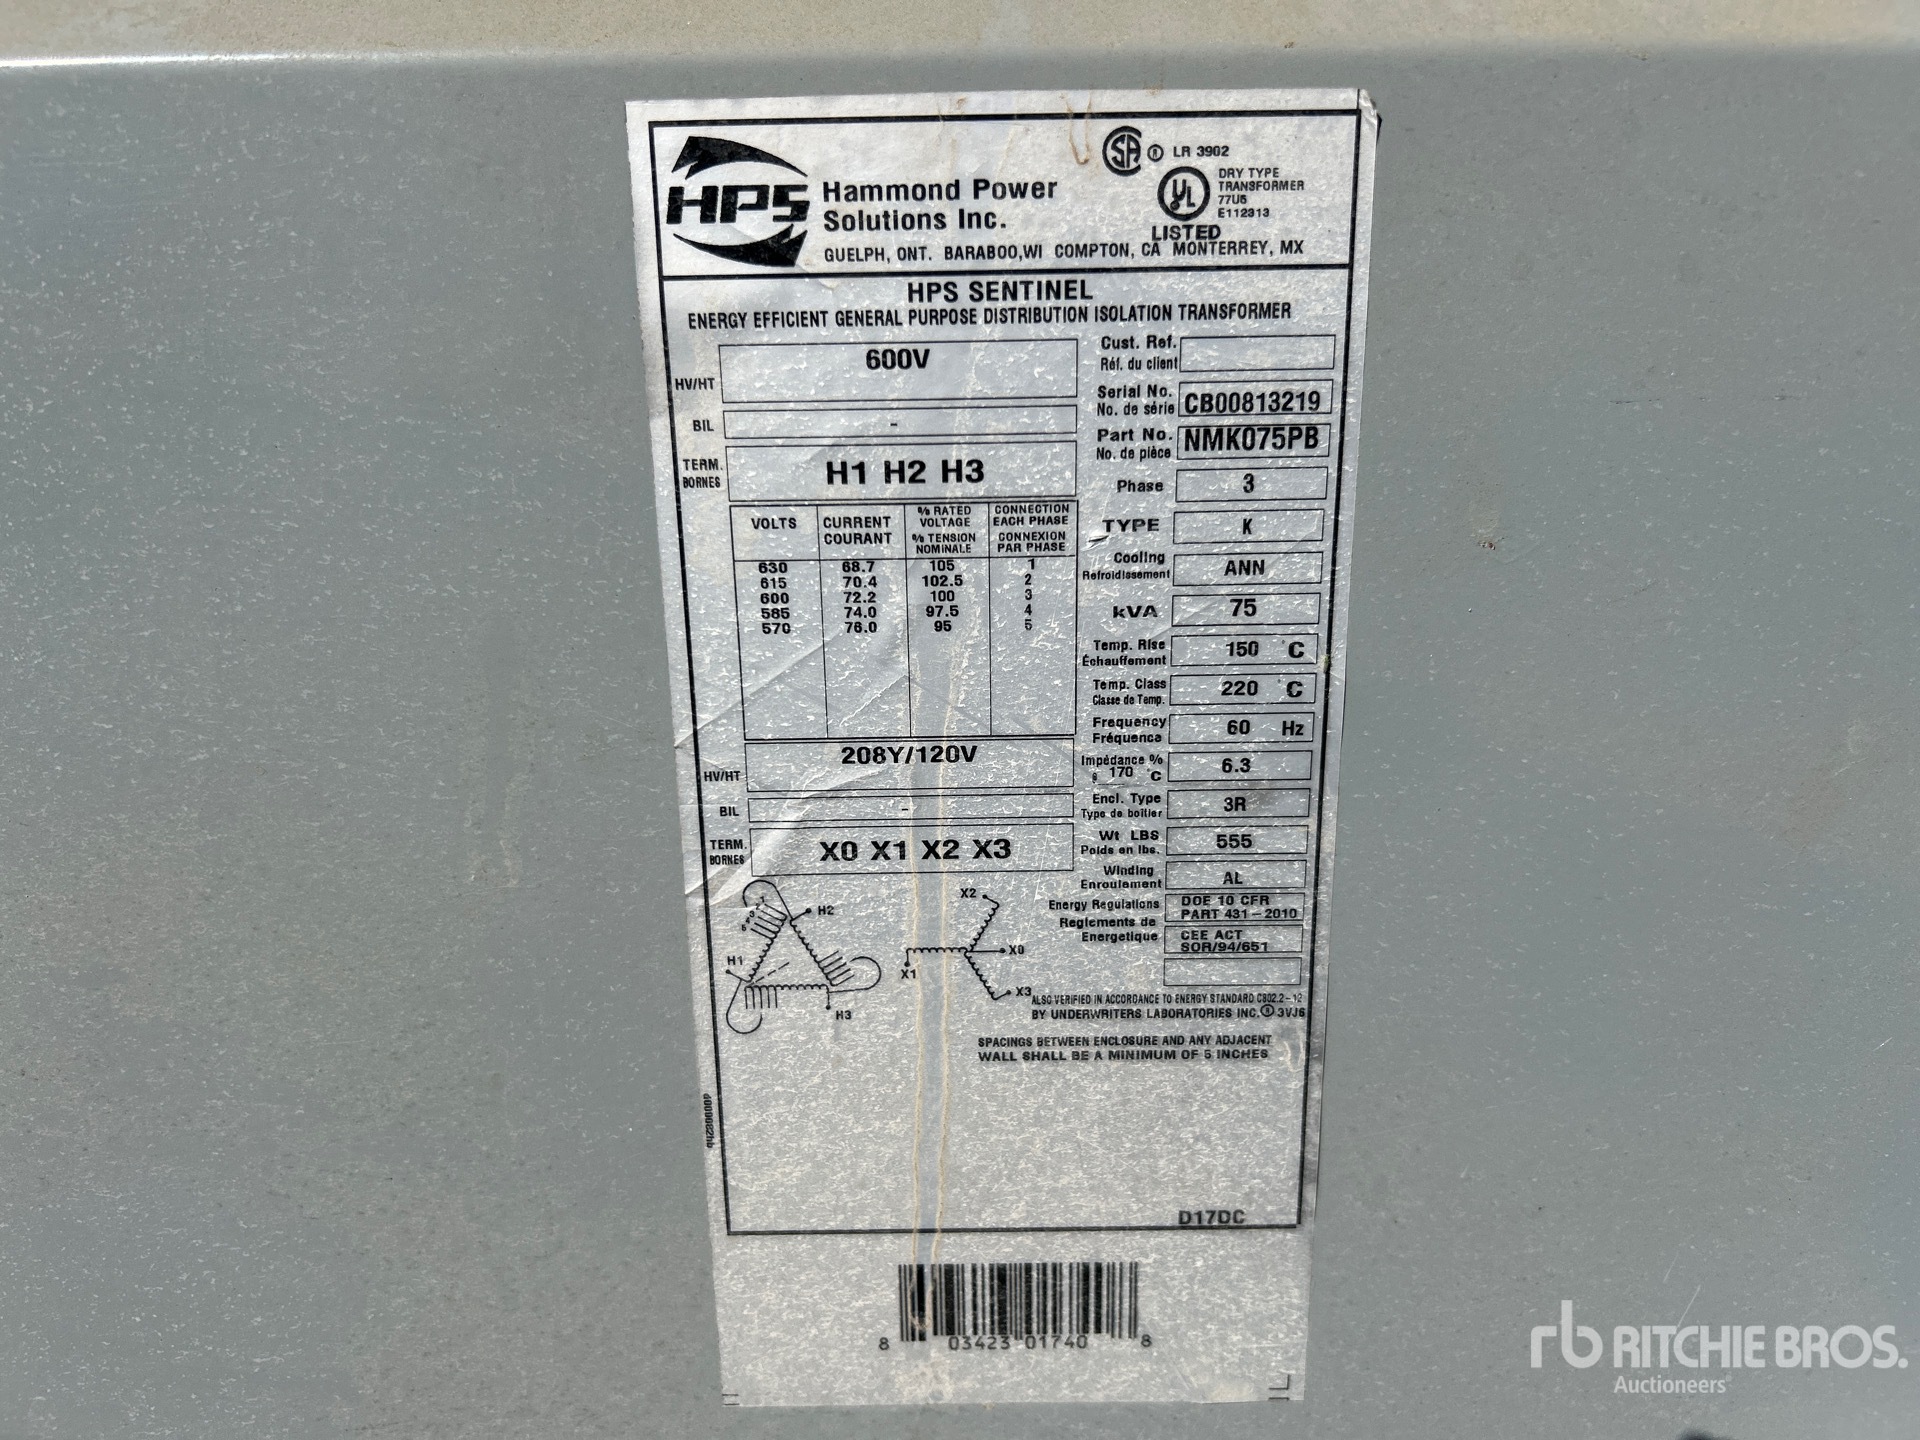 HPS
Hammond Power
Solutions Inc.
GUELPH, ONT. BARABOO,WI COMPTON, CA MONTERREY, MX
SA ® LR 3902
UL
LISTED
DRY TYPE
TRANSFORMER
77U6
E112313
HPS SENTINEL
ENERGY EFFICIENT GENERAL PURPOSE DISTRIBUTION ISOLATION TRANSFORMER
HV/HT 600V
BIL -
TERM.
BORNES
H1 H2 H3
VOLTS
CURRENT
COURANT
% RATED
VOLTAGE
% TENSION
NOMINALE
CONNECTION
EACH PHASE
CONNEXION
PAR PHASE
630 68.7 105 1
615 70.4 102.5 2
600 72.2 100 3
585 74.0 97.5 4
570 76.0 95 5
HV/HT 208Y/120V
BIL -
TERM.
BORNES
X0 X1 X2 X3
H2
H1
H3
X2
X0
X1
X3
Cust. Ref.
Réf. du client
Serial No.
No. de série
CB00813219
Part No.
No. de pièce
NMK075PB
Phase 3
TYPE K
Cooling
Refroidissement
ANN
kVA 75
Temp. Rise
Échauffement
150 °C
Temp. Class
Classe de Temp.
220 °C
Frequency
Fréquence
60 Hz
Impédance %
@ 170 °C
6.3
Encl. Type
Type de boîtier
3R
Wt LBS
Poids en lbs.
555
Winding
Enroulement
AL
Energy Regulations
Reglements de
Energetique
DOE 10 CFR
PART 431-2010
CEE ACT
SOR/94/651
ALSO VERIFIED IN ACCORDANCE TO ENERGY STANDARD C802.2-12
BY UNDERWRITERS LABORATORIES INC.® 3VJ6
SPACINGS BETWEEN ENCLOSURE AND ANY ADJACENT
WALL SHALL BE A MINIMUM OF 6 INCHES
D17DC
8 03423 01740 8
rb RITCHIE BROS.
Auctioneers